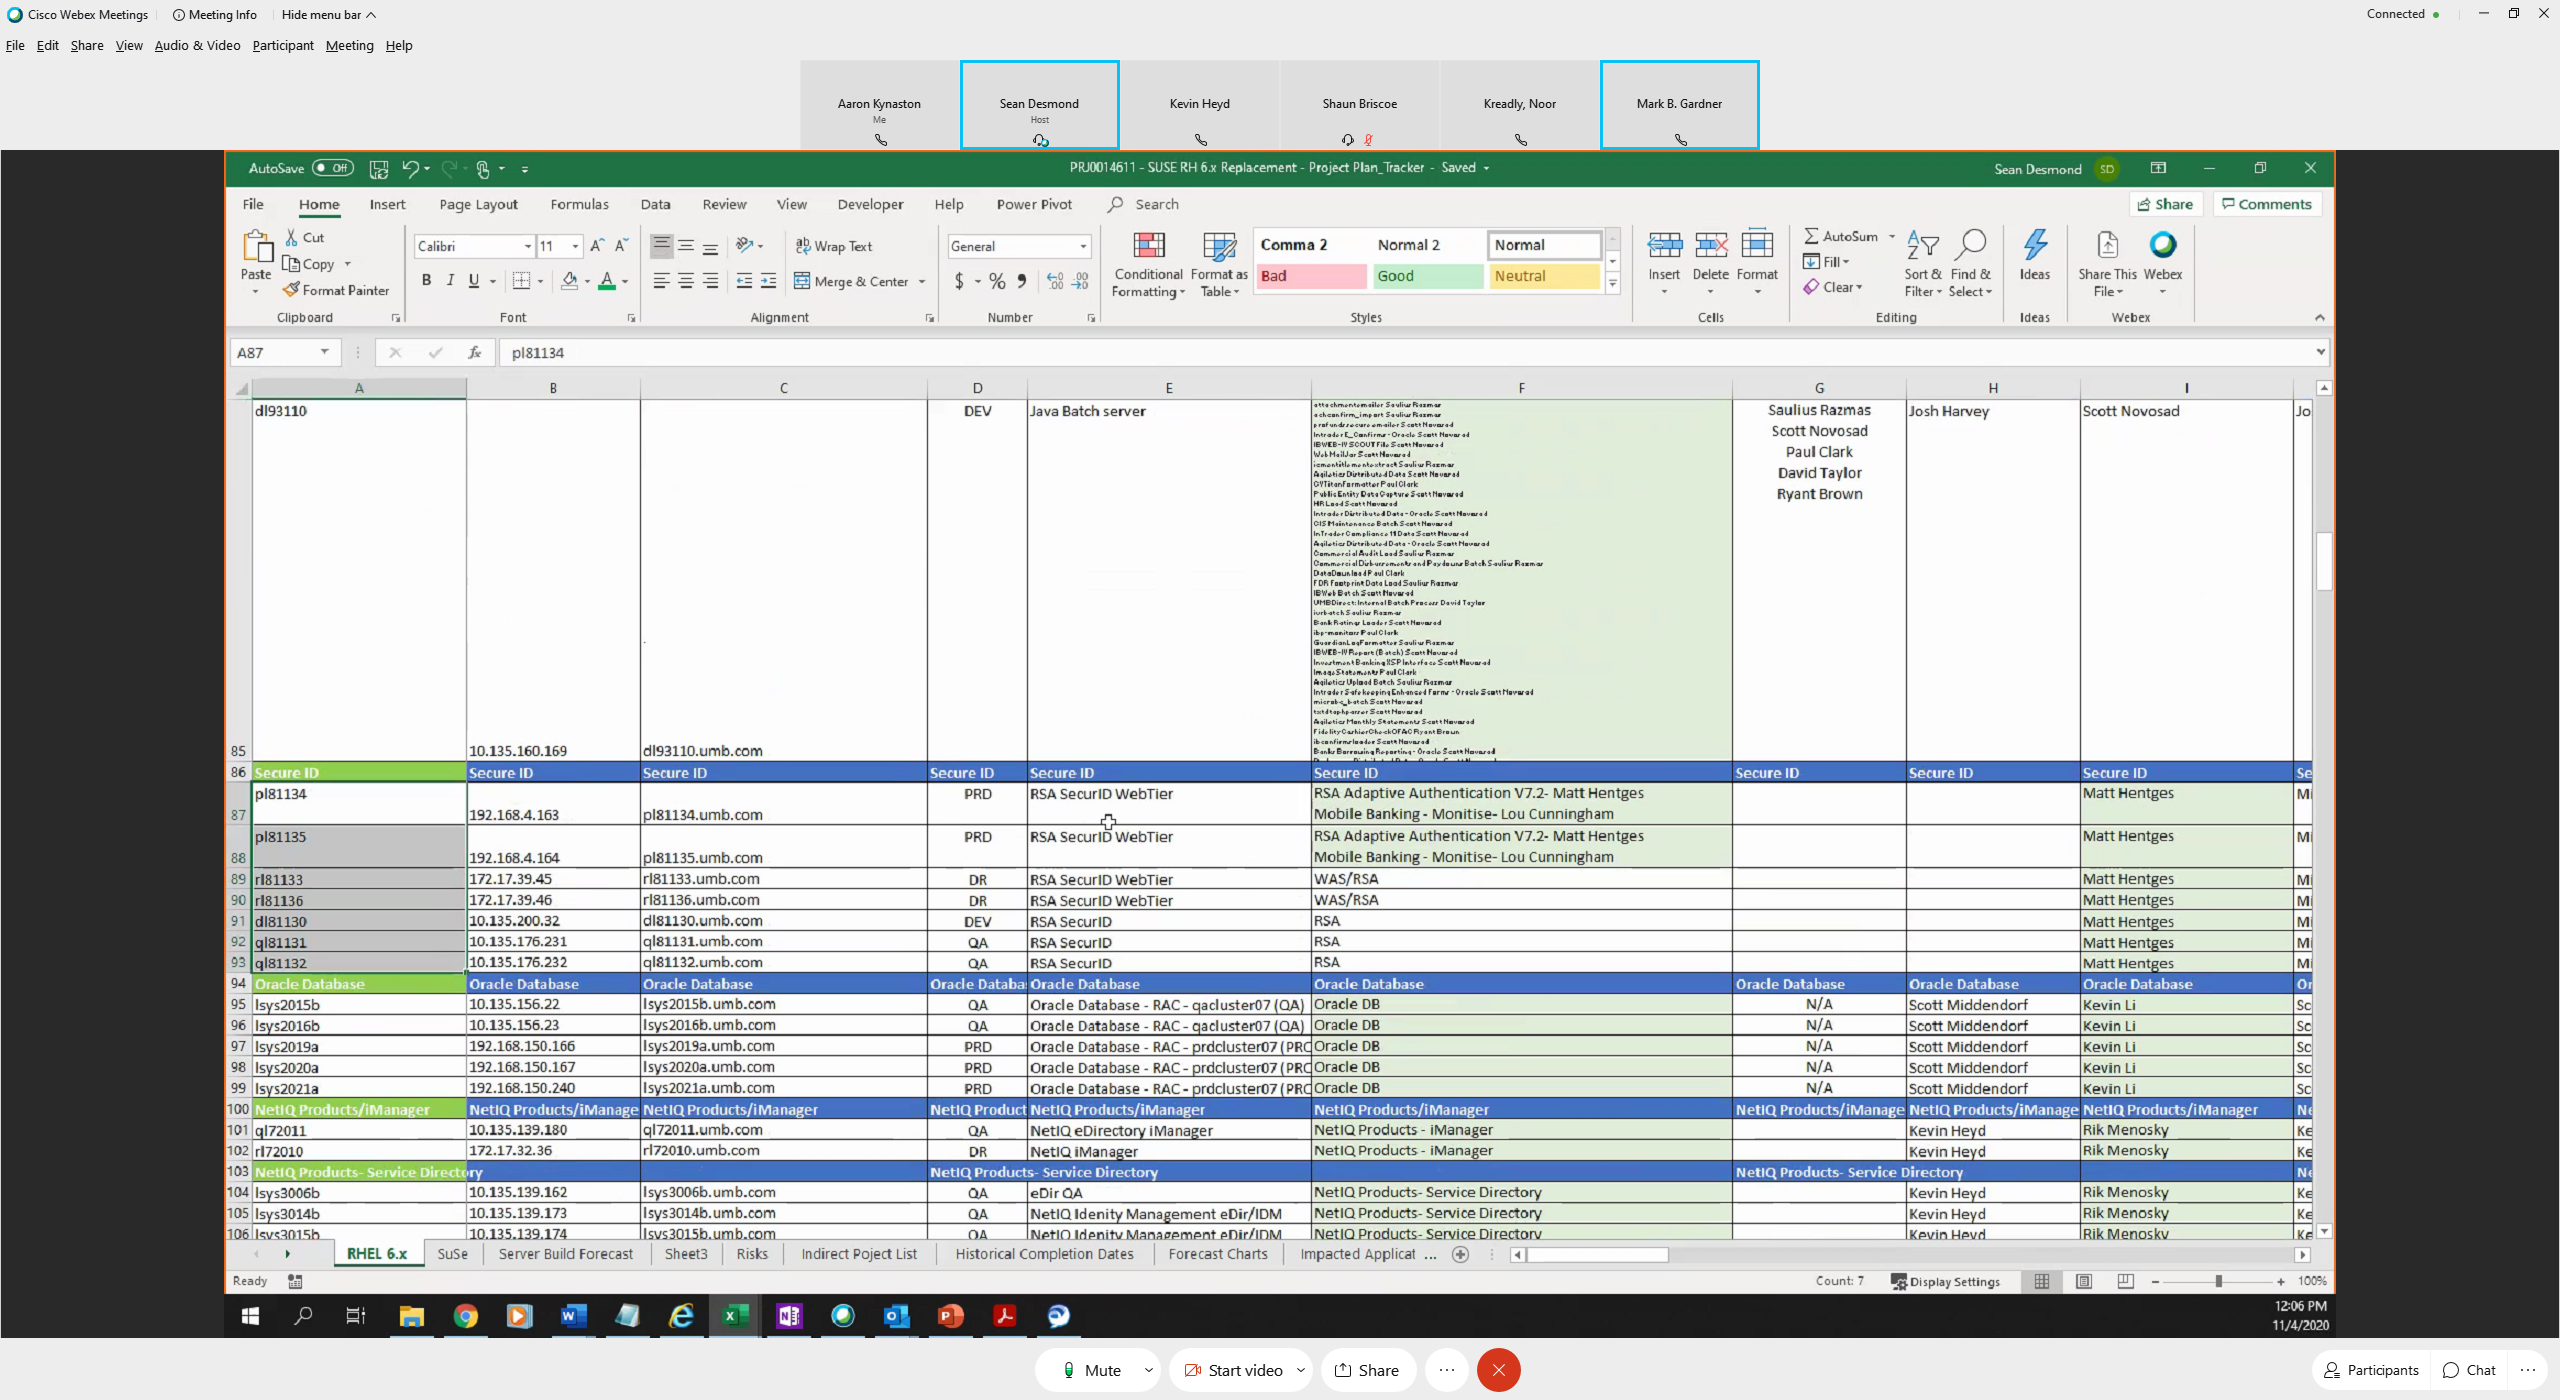 Cisco Webex Meetings
Meeting Info
Hide menu bar
Connected
File Edit Share View Audio & Video Participant Meeting Help
Aaron Kynaston
Me
Sean Desmond
Host
Kevin Heyd
Shaun Briscoe
Kreadly, Noor
Mark B. Gardner
AutoSave Off
PRJ0014611 - SUSE RH 6.x Replacement - Project Plan_Tracker - Saved
Sean Desmond SD
File Home Insert Page Layout Formulas Data Review View Developer Help Power Pivot Search
Share Comments
Paste
Cut
Copy
Format Painter
Clipboard
Calibri 11
B I U
Font
Wrap Text
Merge & Center
Alignment
General
$ % 
Number
Conditional Formatting
Format as Table
Comma 2 Normal 2 Normal
Bad Good Neutral
Styles
Insert Delete Format
Cells
AutoSum
Fill
Clear
Sort & Filter
Find & Select
Editing
Ideas
Ideas
Share This File
Webex
Webex
A87 fx pl81134
A B C D E F G H I
85 dl93110 10.135.160.169 dl93110.umb.com DEV Java Batch server
Saulius Razmas
Scott Novosad
Paul Clark
David Taylor
Ryant Brown
Josh Harvey Scott Novosad Jo
86 Secure ID Secure ID Secure ID Secure ID Secure ID Secure ID Secure ID Secure ID Secure ID Se
87 pl81134 192.168.4.163 pl81134.umb.com PRD RSA SecurID WebTier RSA Adaptive Authentication V7.2- Matt Hentges
Mobile Banking - Monitise- Lou Cunningham Matt Hentges Mi
88 pl81135 192.168.4.164 pl81135.umb.com PRD RSA SecurID WebTier RSA Adaptive Authentication V7.2- Matt Hentges
Mobile Banking - Monitise- Lou Cunningham Matt Hentges Mi
89 rl81133 172.17.39.45 rl81133.umb.com DR RSA SecurID WebTier WAS/RSA Matt Hentges Mi
90 rl81136 172.17.39.46 rl81136.umb.com DR RSA SecurID WebTier WAS/RSA Matt Hentges Mi
91 dl81130 10.135.200.32 dl81130.umb.com DEV RSA SecurID RSA Matt Hentges Mi
92 ql81131 10.135.176.231 ql81131.umb.com QA RSA SecurID RSA Matt Hentges Mi
93 ql81132 10.135.176.232 ql81132.umb.com QA RSA SecurID RSA Matt Hentges Mi
94 Oracle Database Oracle Database Oracle Database Oracle Databa Oracle Database Oracle Database Oracle Database Oracle Database Oracle Database Or
95 lsys2015b 10.135.156.22 lsys2015b.umb.com QA Oracle Database - RAC - qacluster07 (QA) Oracle DB N/A Scott Middendorf Kevin Li Sc
96 lsys2016b 10.135.156.23 lsys2016b.umb.com QA Oracle Database - RAC - qacluster07 (QA) Oracle DB N/A Scott Middendorf Kevin Li Sc
97 lsys2019a 192.168.150.166 lsys2019a.umb.com PRD Oracle Database - RAC - prdcluster07 (PRC Oracle DB N/A Scott Middendorf Kevin Li Sc
98 lsys2020a 192.168.150.167 lsys2020a.umb.com PRD Oracle Database - RAC - prdcluster07 (PRC Oracle DB N/A Scott Middendorf Kevin Li Sc
99 lsys2021a 192.168.150.240 lsys2021a.umb.com PRD Oracle Database - RAC - prdcluster07 (PRC Oracle DB N/A Scott Middendorf Kevin Li Sc
100 NetIQ Products/iManager NetIQ Products/iManage NetIQ Products/iManager NetIQ Product NetIQ Products/iManager NetIQ Products/iManager NetIQ Products/iManage NetIQ Products/iManage NetIQ Products/iManager Ne
101 ql72011 10.135.139.180 ql72011.umb.com QA NetIQ eDirectory iManager NetIQ Products - iManager Kevin Heyd Rik Menosky Ke
102 rl72010 172.17.32.36 rl72010.umb.com DR NetIQ iManager NetIQ Products - iManager Kevin Heyd Rik Menosky Ke
103 NetIQ Products- Service Directory NetIQ Products- Service Directory NetIQ Products- Service Directory Ne
104 lsys3006b 10.135.139.162 lsys3006b.umb.com QA eDir QA NetIQ Products- Service Directory Kevin Heyd Rik Menosky Ke
105 lsys3014b 10.135.139.173 lsys3014b.umb.com QA NetIQ Idenity Management eDir/IDM NetIQ Products- Service Directory Kevin Heyd Rik Menosky Ke
106 lsys3015b 10.135.139.174 lsys3015b.umb.com QA NetIQ Idenity Management eDir/IDM NetIQ Products- Service Directory Kevin Heyd Rik Menosky Ke
RHEL 6.x SuSe Server Build Forecast Sheet3 Risks Indirect Poject List Historical Completion Dates Forecast Charts Impacted Applicat ...
Ready Count: 7 Display Settings 100%
12:06 PM
11/4/2020
Mute Start video Share
Participants Chat